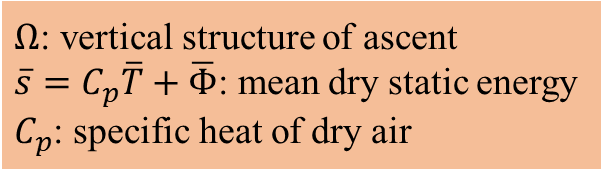 Ω: vertical structure of ascent
s̄ = CₚT̄ + Φ̄: mean dry static energy
Cₚ: specific heat of dry air